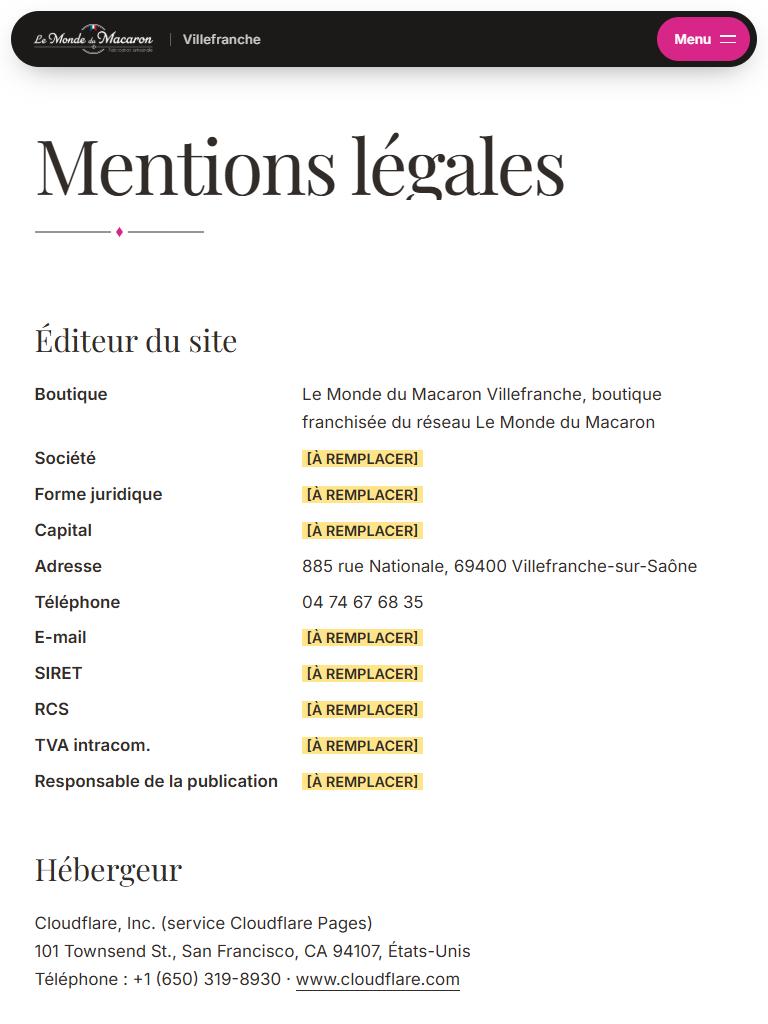 Le Monde du Macaron
Fabrication artisanale
Villefranche
Menu
Mentions légales
Éditeur du site
Boutique
Le Monde du Macaron Villefranche, boutique
franchisée du réseau Le Monde du Macaron
Société
[À REMPLACER]
Forme juridique
[À REMPLACER]
Capital
[À REMPLACER]
Adresse
885 rue Nationale, 69400 Villefranche-sur-Saône
Téléphone
04 74 67 68 35
E-mail
[À REMPLACER]
SIRET
[À REMPLACER]
RCS
[À REMPLACER]
TVA intracom.
[À REMPLACER]
Responsable de la publication
[À REMPLACER]
Hébergeur
Cloudflare, Inc. (service Cloudflare Pages)
101 Townsend St., San Francisco, CA 94107, États-Unis
Téléphone : +1 (650) 319-8930 · www.cloudflare.com